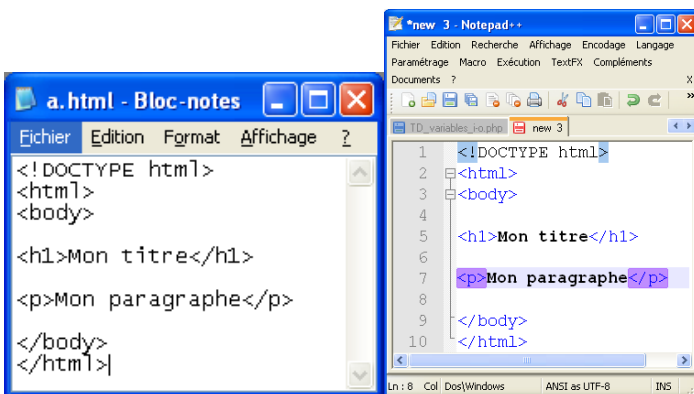 a.html - Bloc-notes
Fichier Edition Format Affichage ?
<!DOCTYPE html>
<html>
<body>
<h1>Mon titre</h1>
<p>Mon paragraphe</p>
</body>
</html>
*new 3 - Notepad++
Fichier Edition Recherche Affichage Encodage Langage
Paramétrage Macro Exécution TextFX Compléments
Documents ? X
»
TD_variables_i-o.php new 3
1 <!DOCTYPE html>
2 <html>
3 <body>
4
5 <h1>Mon titre</h1>
6
7 <p>Mon paragraphe</p>
8
9 </body>
10 </html>
Ln : 8 Col Dos\Windows ANSI as UTF-8 INS